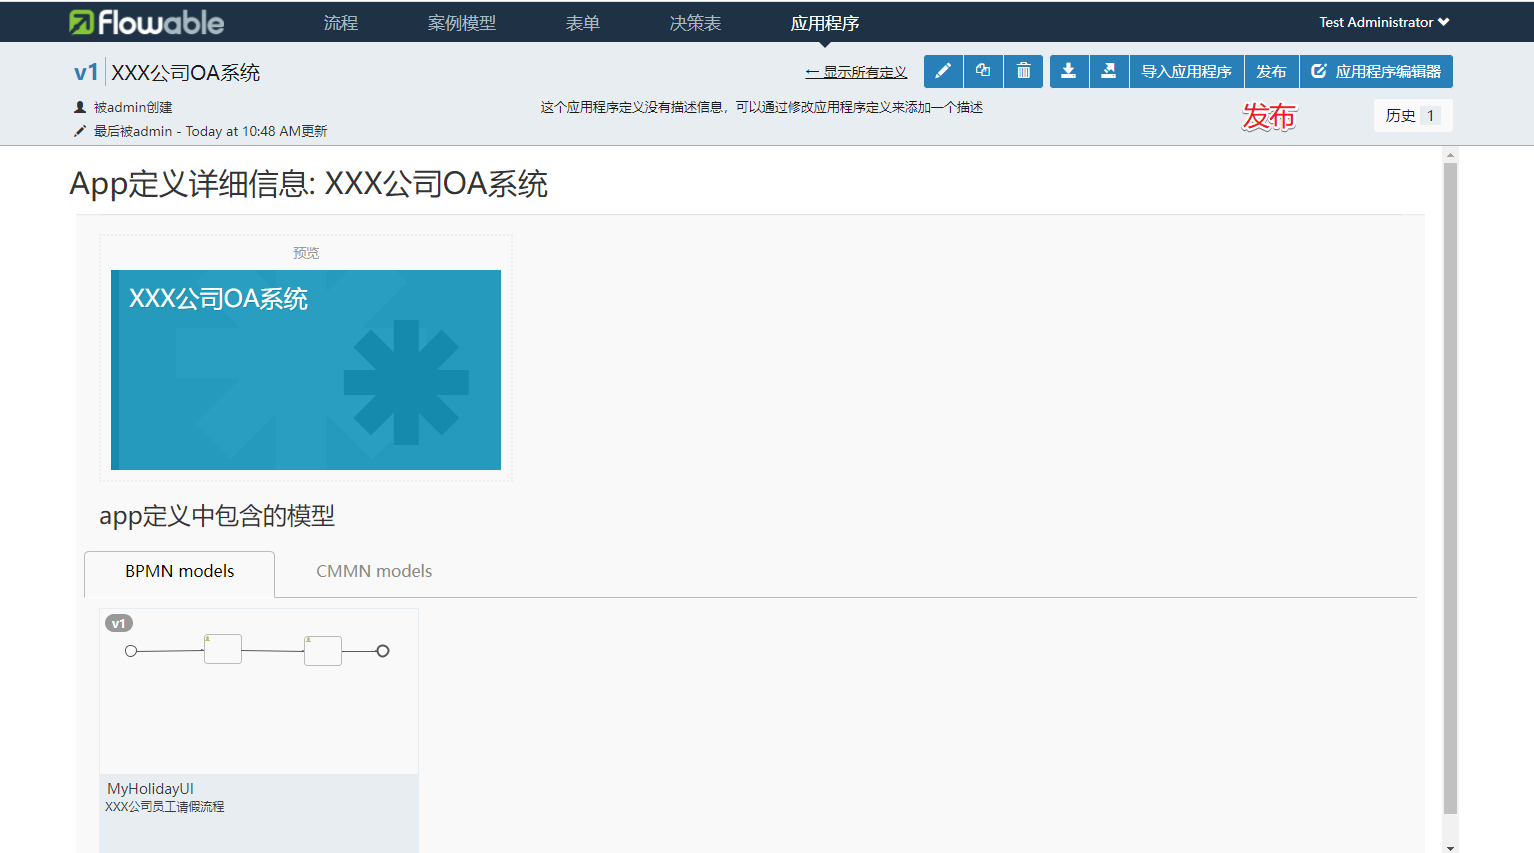 flowable 流程 案例模型 表单 决策表 应用程序 Test Administrator
v1 XXX公司OA系统 ← 显示所有定义 导入应用程序 发布 应用程序编辑器
被admin创建 这个应用程序定义没有描述信息，可以通过修改应用程序定义来添加一个描述 发布 历史 1
最后被admin - Today at 10:48 AM更新
App定义详细信息: XXX公司OA系统
预览
XXX公司OA系统
app定义中包含的模型
BPMN models CMMN models
v1
MyHolidayUI
XXX公司员工请假流程